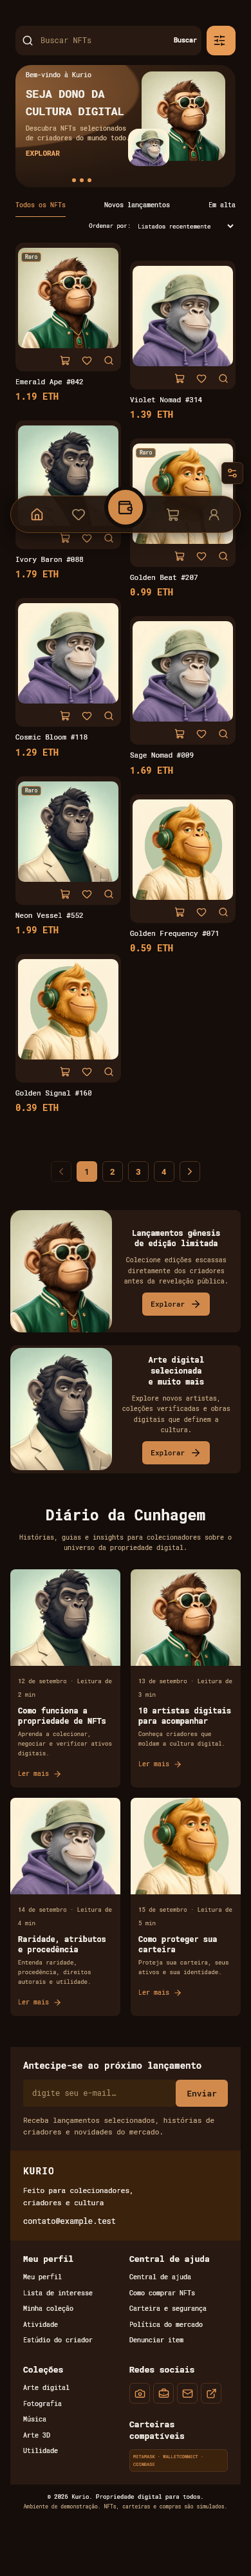 Buscar NFTs
Buscar
Bem-vindo à Kurio
SEJA DONO DA
CULTURA DIGITAL
Descubra NFTs selecionados
de criadores do mundo todo
EXPLORAR
Todos os NFTs
Novos lançamentos
Em alta
Ordenar por:
Listados recentemente
Raro
Emerald Ape #042
1.19 ETH
Violet Nomad #314
1.39 ETH
Ivory Baron #088
1.79 ETH
Raro
Golden Beat #207
0.99 ETH
Cosmic Bloom #118
1.29 ETH
Sage Nomad #009
1.69 ETH
Raro
Neon Vessel #552
1.99 ETH
Golden Frequency #071
0.59 ETH
Golden Signal #160
0.39 ETH
1
2
3
4
Lançamentos gênesis
de edição limitada
Colecione edições escassas
diretamente dos criadores
antes da revelação pública.
Explorar
Arte digital
selecionada
e muito mais
Explore novos artistas,
coleções verificadas e obras
digitais que definem a
cultura.
Explorar
Diário da Cunhagem
Histórias, guias e insights para colecionadores sobre o
universo da propriedade digital.
12 de setembro · Leitura de
2 min
Como funciona a
propriedade de NFTs
Aprenda a colecionar,
negociar e verificar ativos
digitais.
Ler mais
13 de setembro · Leitura de
3 min
10 artistas digitais
para acompanhar
Conheça criadores que
moldam a cultura digital.
Ler mais
14 de setembro · Leitura de
4 min
Raridade, atributos
e procedência
Entenda raridade,
procedência, direitos
autorais e utilidade.
Ler mais
15 de setembro · Leitura de
5 min
Como proteger sua
carteira
Proteja sua carteira, seus
ativos e sua identidade.
Ler mais
Antecipe-se ao próximo lançamento
digite seu e-mail…
Enviar
Receba lançamentos selecionados, histórias de
criadores e novidades do mercado.
KURIO
Feito para colecionadores,
criadores e cultura
contato@example.test
Meu perfil
Meu perfil
Lista de interesse
Minha coleção
Atividade
Estúdio do criador
Central de ajuda
Central de ajuda
Como comprar NFTs
Carteira e segurança
Política do mercado
Denunciar item
Coleções
Arte digital
Fotografia
Música
Arte 3D
Utilidade
Redes sociais
Carteiras
compatíveis
METAMASK · WALLETCONNECT ·
COINBASE
© 2026 Kurio. Propriedade digital para todos.
Ambiente de demonstração. NFTs, carteiras e compras são simulados.